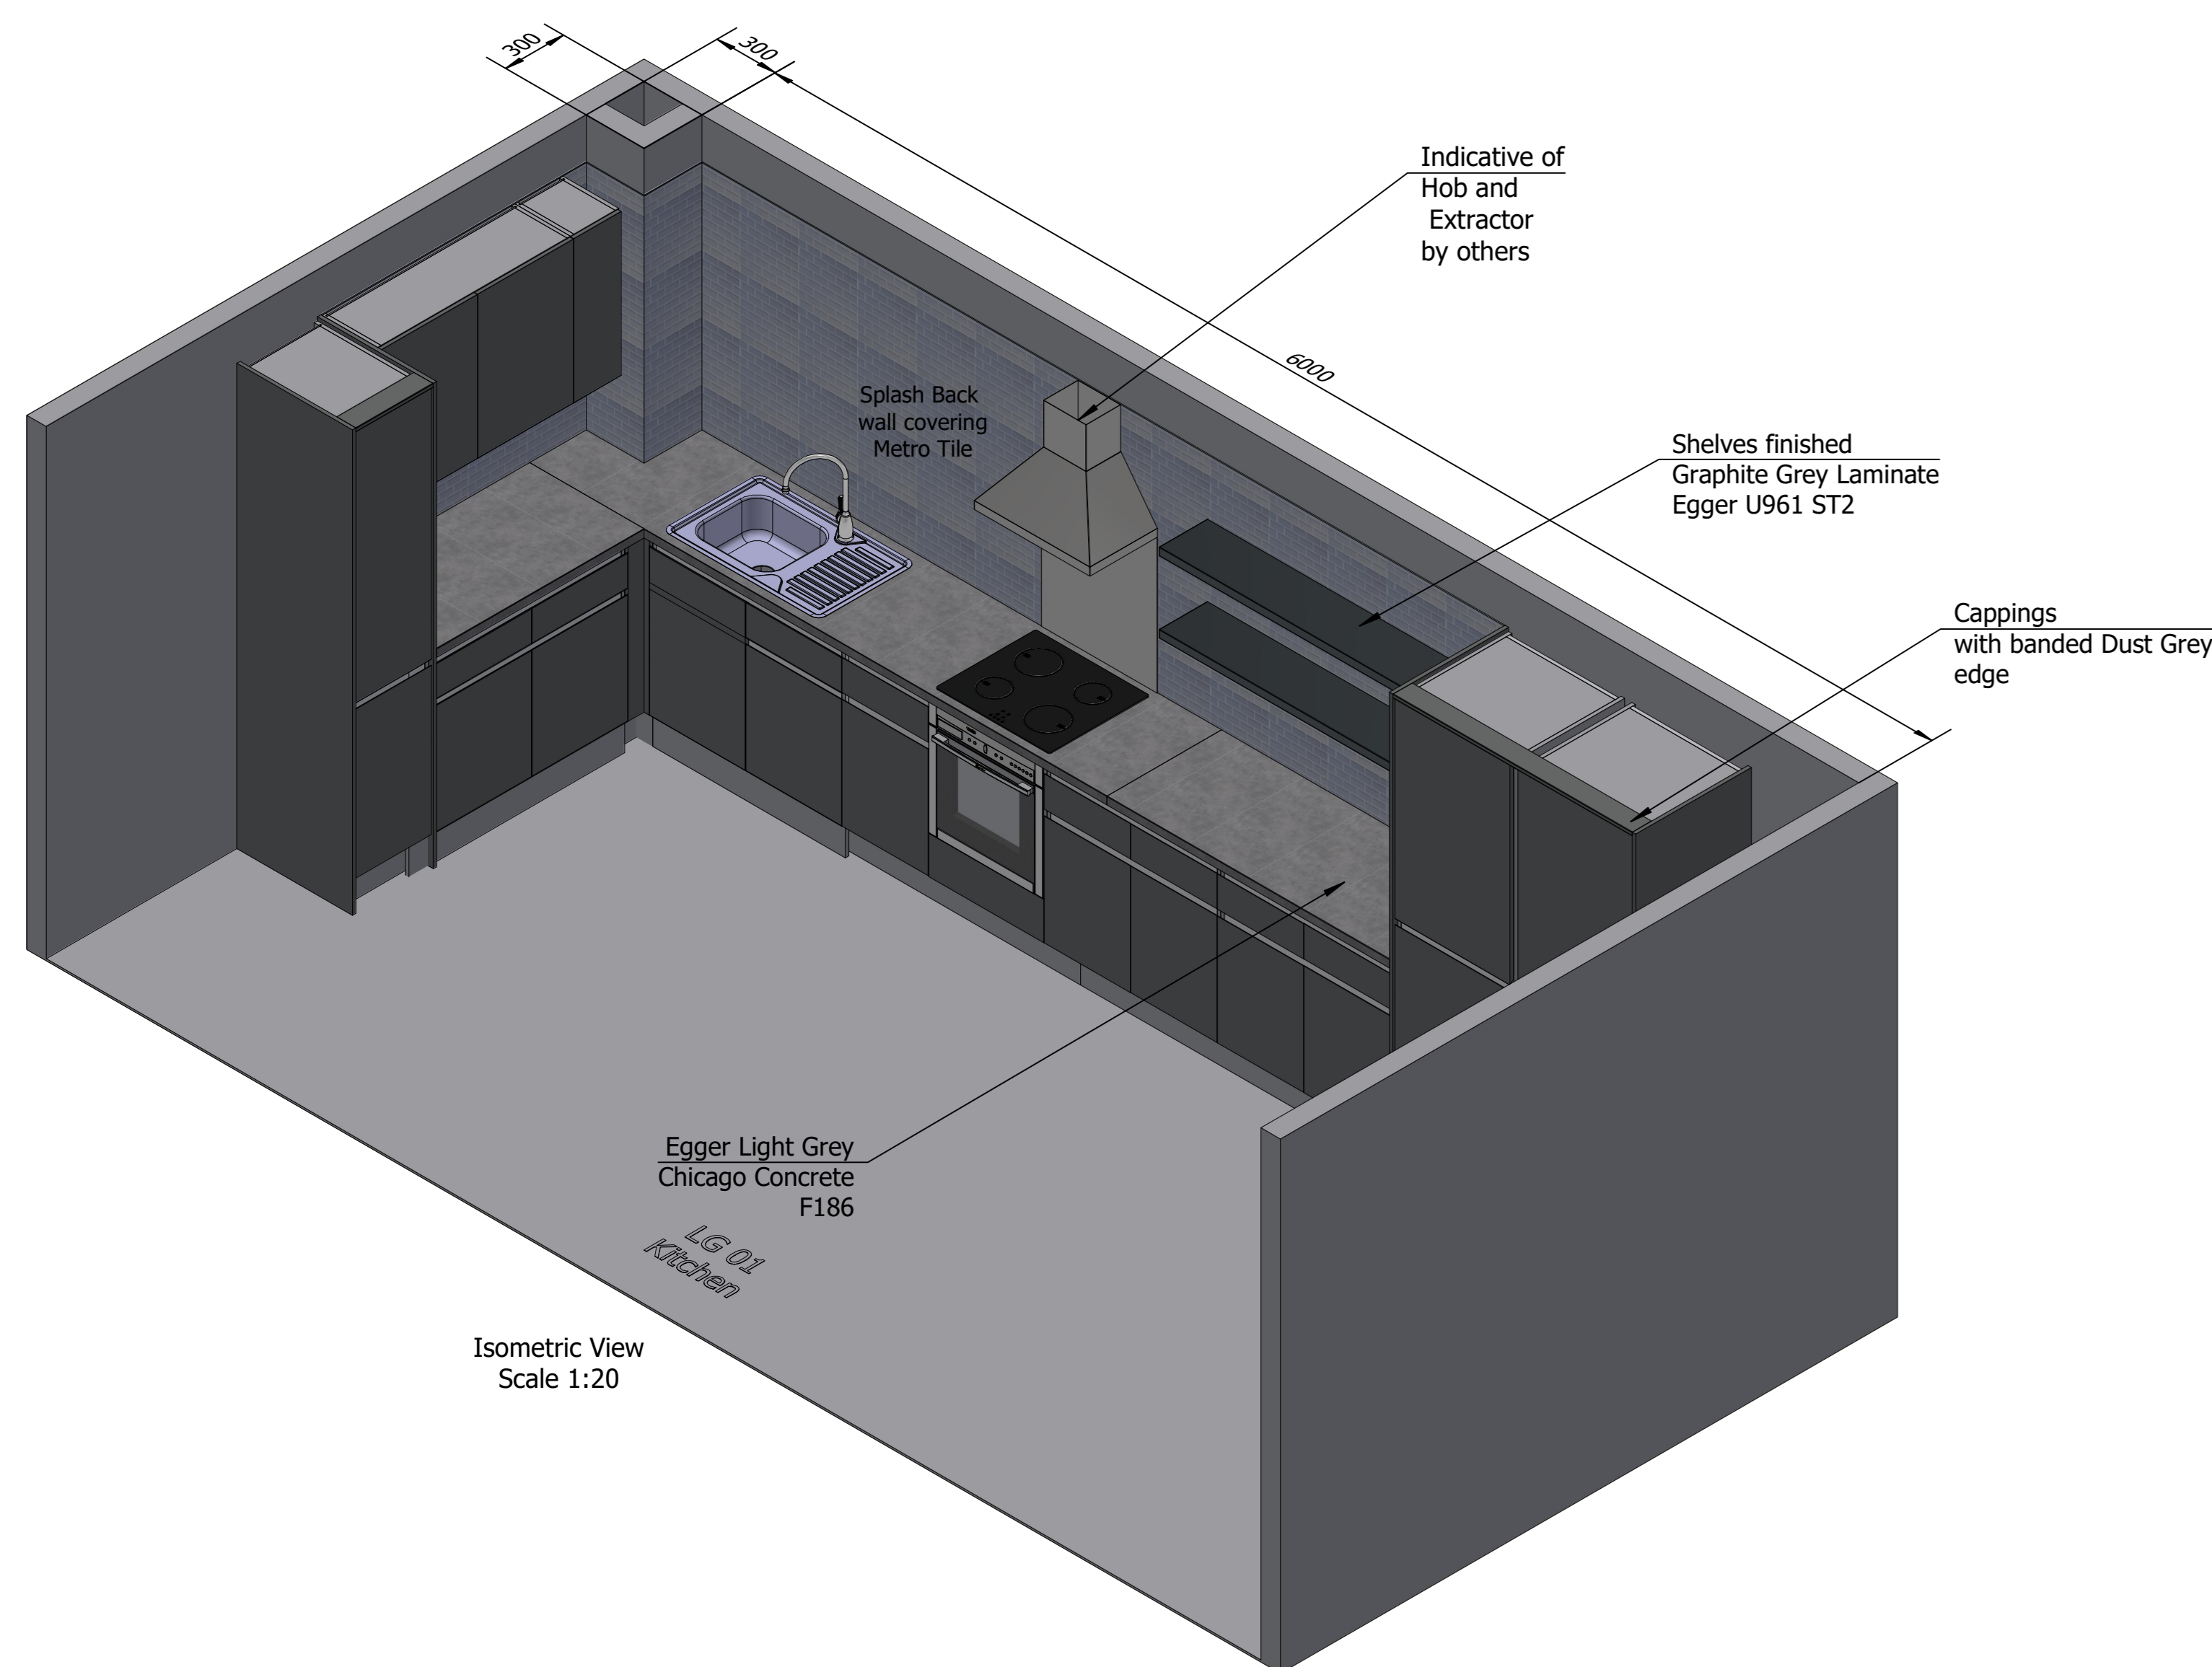 300
300
Indicative of
Hob and
Extractor
by others
6000
Splash Back
wall covering
Metro Tile
Shelves finished
Graphite Grey Laminate
Egger U961 ST2
Cappings
with banded Dust Grey
edge
Egger Light Grey
Chicago Concrete
F186
LG 01
Kitchen
Isometric View
Scale 1:20